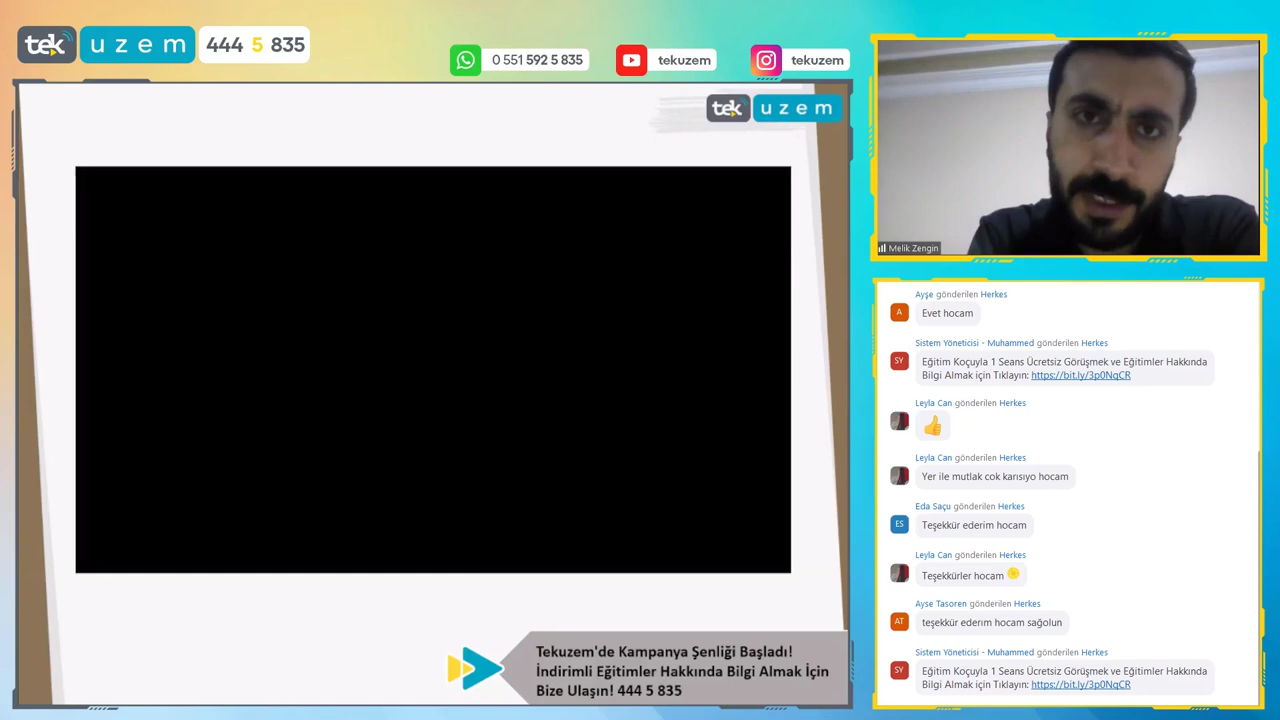 tek uzem 444 5 835
0 551 592 5 835
tekuzem
tekuzem
tek uzem
Melik Zengin
Ayşe gönderilen Herkes
A
Evet hocam
Sistem Yöneticisi - Muhammed gönderilen Herkes
SY
Eğitim Koçuyla 1 Seans Ücretsiz Görüşmek ve Eğitimler Hakkında
Bilgi Almak için Tıklayın: https://bit.ly/3p0NqCR
Leyla Can gönderilen Herkes
👍
Leyla Can gönderilen Herkes
Yer ile mutlak cok karısıyo hocam
Eda Saçu gönderilen Herkes
ES
Teşekkür ederim hocam
Leyla Can gönderilen Herkes
Teşekkürler hocam
Ayse Tasoren gönderilen Herkes
AT
teşekkür ederım hocam sağolun
Sistem Yöneticisi - Muhammed gönderilen Herkes
SY
Eğitim Koçuyla 1 Seans Ücretsiz Görüşmek ve Eğitimler Hakkında
Bilgi Almak için Tıklayın: https://bit.ly/3p0NqCR
Tekuzem'de Kampanya Şenliği Başladı!
İndirimli Eğitimler Hakkında Bilgi Almak İçin
Bize Ulaşın! 444 5 835